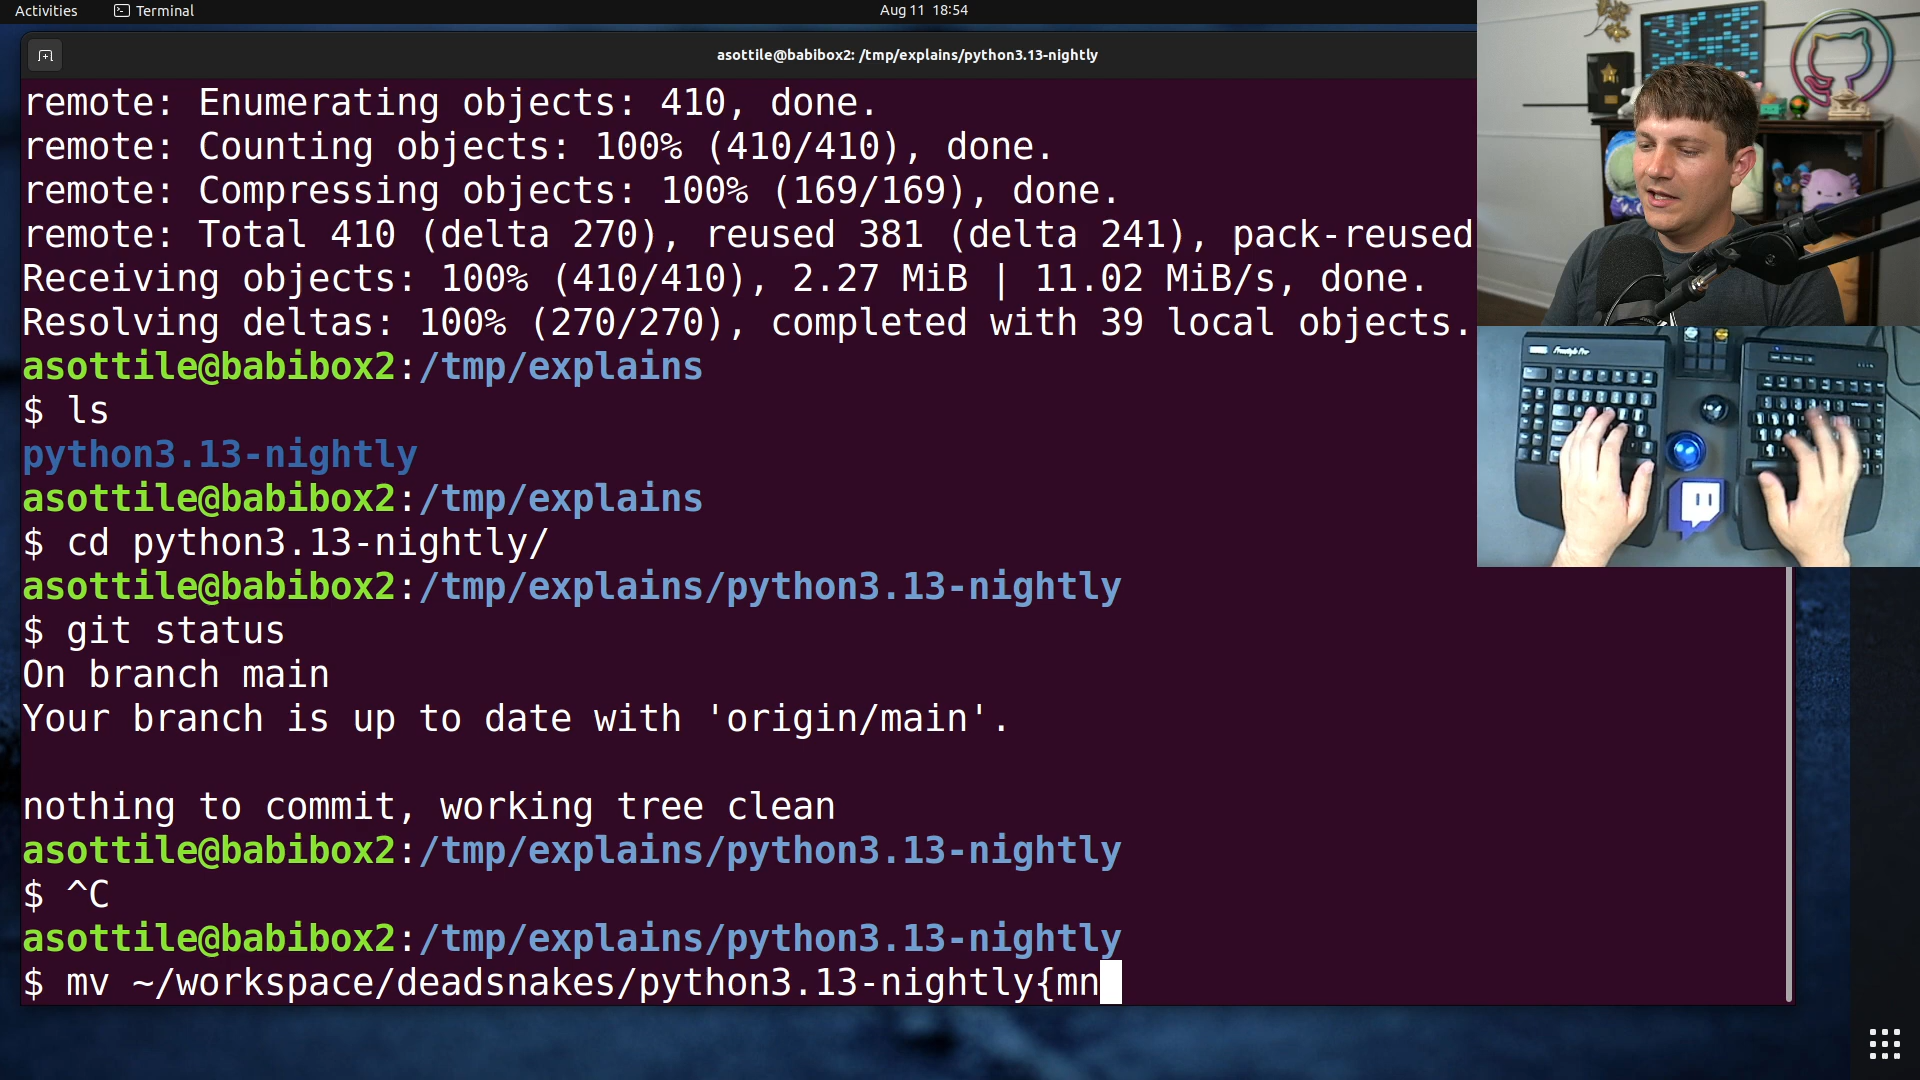 Activities
Terminal
Aug 11 18:54
asottile@babibox2: /tmp/explains/python3.13-nightly
remote: Enumerating objects: 410, done.
remote: Counting objects: 100% (410/410), done.
remote: Compressing objects: 100% (169/169), done.
remote: Total 410 (delta 270), reused 381 (delta 241), pack-reused
Receiving objects: 100% (410/410), 2.27 MiB | 11.02 MiB/s, done.
Resolving deltas: 100% (270/270), completed with 39 local objects.
asottile@babibox2:/tmp/explains
$ ls
python3.13-nightly
asottile@babibox2:/tmp/explains
$ cd python3.13-nightly/
asottile@babibox2:/tmp/explains/python3.13-nightly
$ git status
On branch main
Your branch is up to date with 'origin/main'.
nothing to commit, working tree clean
asottile@babibox2:/tmp/explains/python3.13-nightly
$ ^C
asottile@babibox2:/tmp/explains/python3.13-nightly
$ mv ~/workspace/deadsnakes/python3.13-nightly{mn
Freestyle Pro